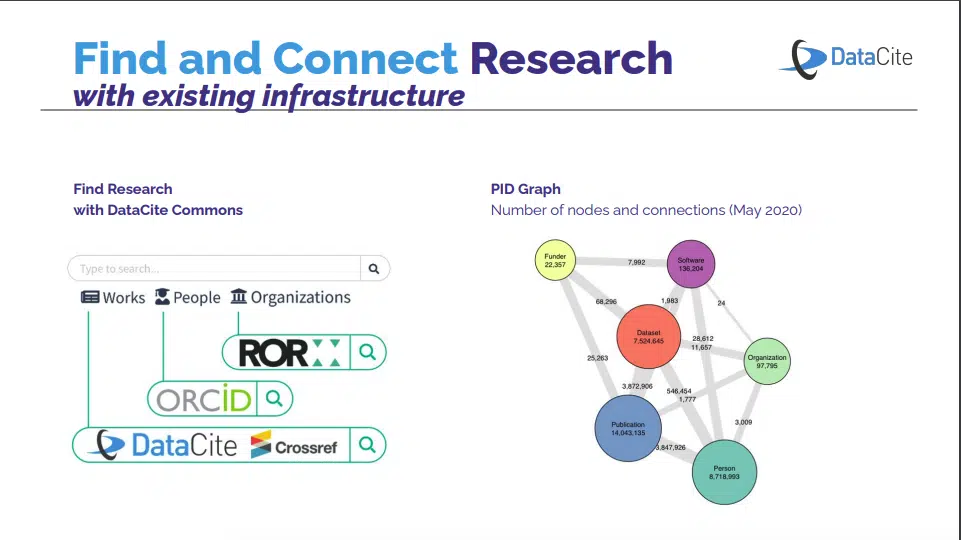 Find and Connect Research
with existing infrastructure
DataCite
Find Research
with DataCite Commons
Type to search...
Works People Organizations
ROR
ORCID
DataCite Crossref
PID Graph
Number of nodes and connections (May 2020)
Funder
22,357
Software
136,204
7,992
68,296
1,983
24
Dataset
7,524,645
28,612
11,657
Organization
97,795
25,263
3,872,906
546,454
1,777
Publication
14,043,135
3,009
3,847,926
Person
8,718,993